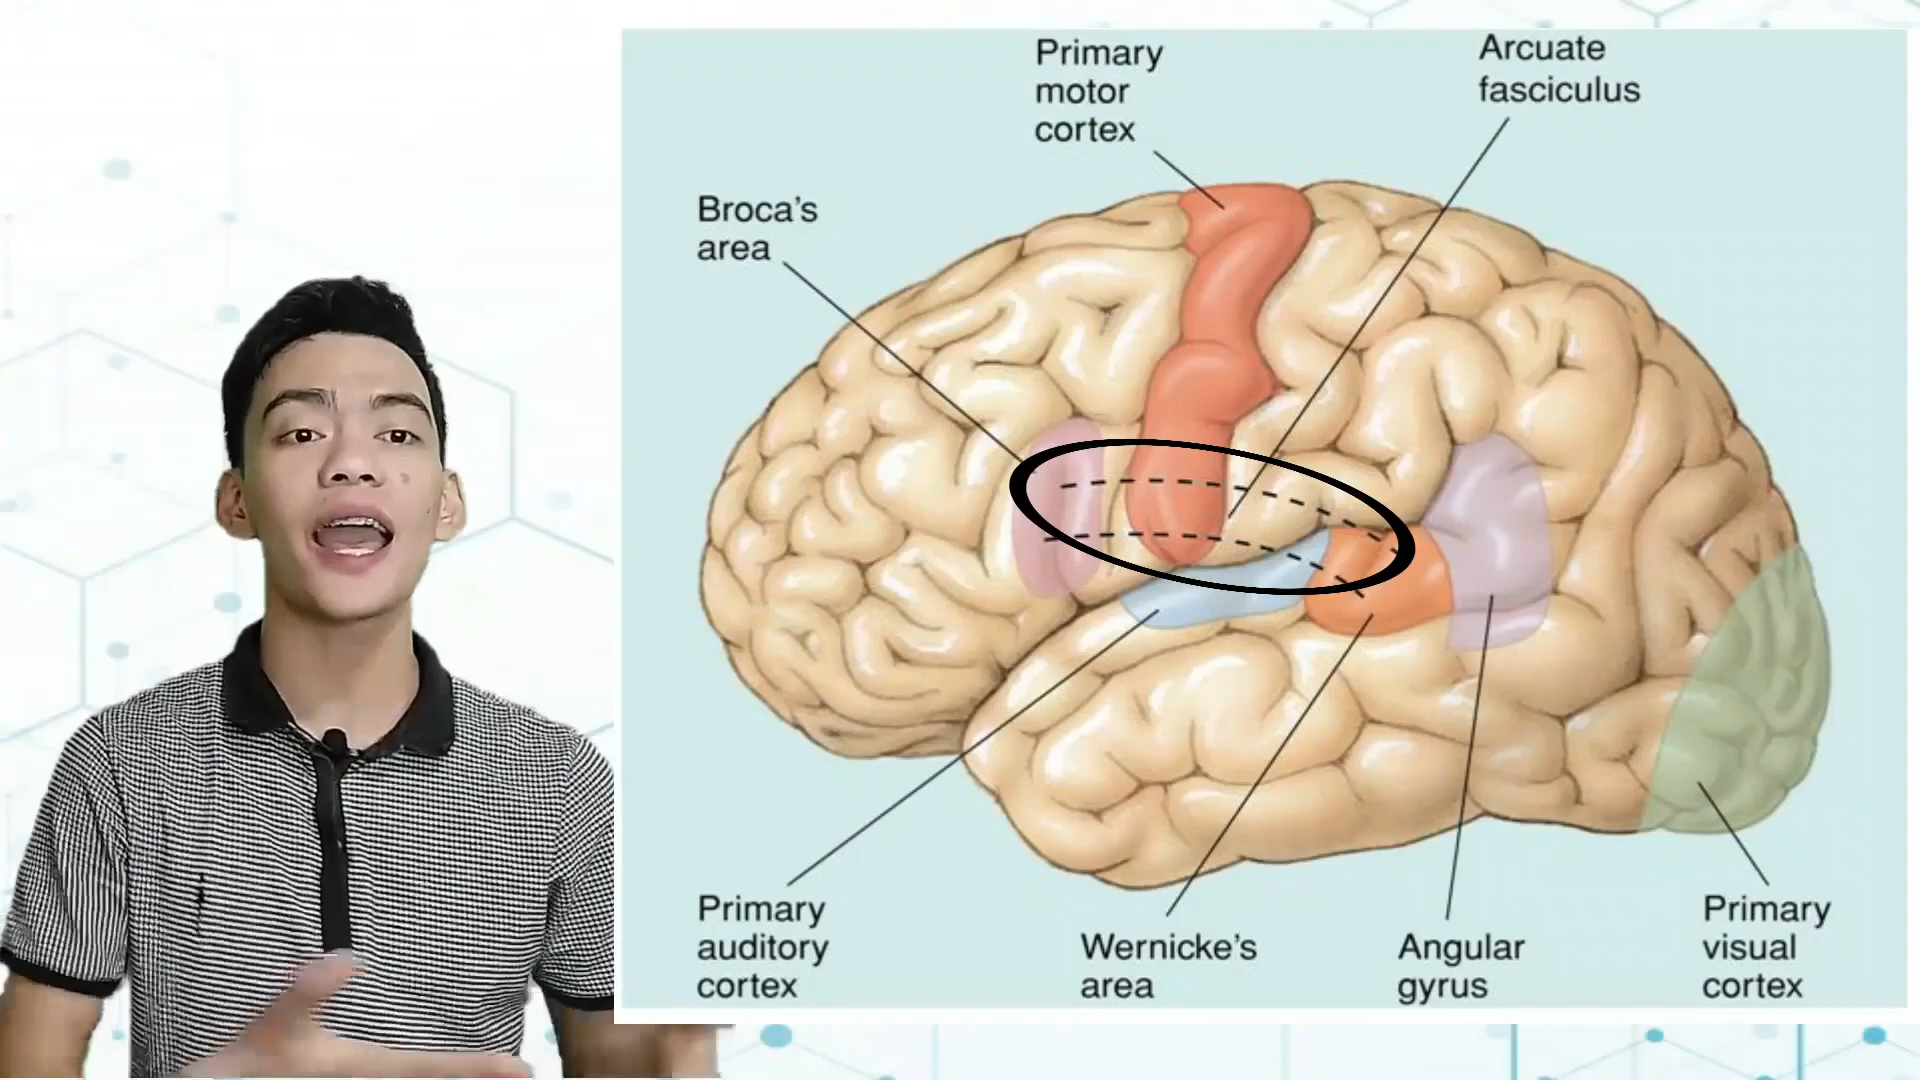 Primary
motor
cortex
Arcuate
fasciculus
Broca's
area
Primary
auditory
cortex
Wernicke's
area
Angular
gyrus
Primary
visual
cortex